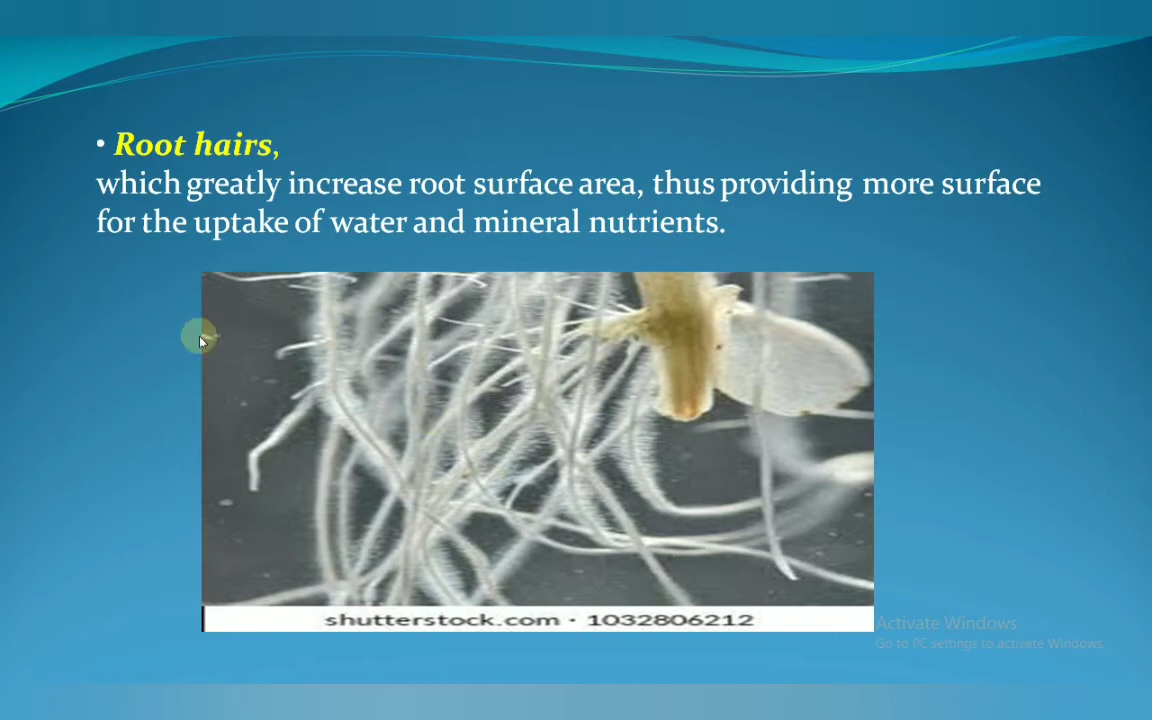 • Root hairs,
which greatly increase root surface area, thus providing more surface
for the uptake of water and mineral nutrients.
shutterstock.com · 1032806212
Activate Windows
Go to PC settings to activate Windows.